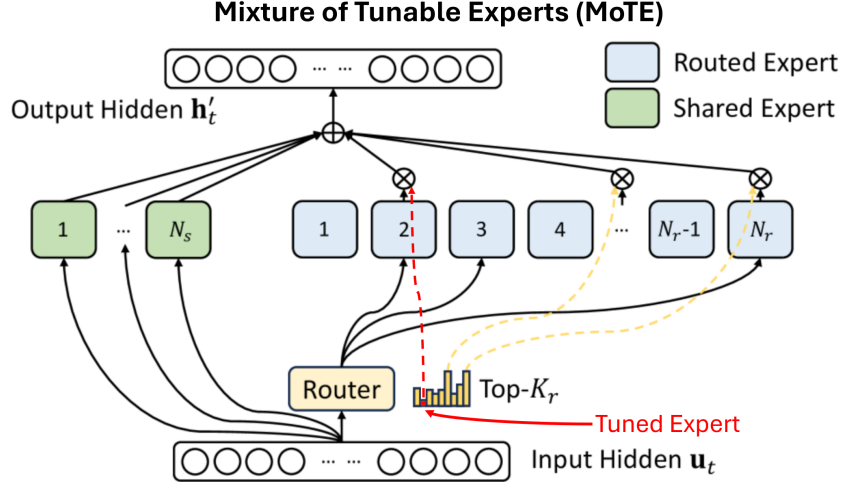 Mixture of Tunable Experts (MoTE)
... ...
Routed Expert
Output Hidden h′ₜ
Shared Expert
1 ... Nₛ 1 2 3 4 ... Nᵣ-1 Nᵣ
Router
Top-Kᵣ
Tuned Expert
... ...
Input Hidden uₜ